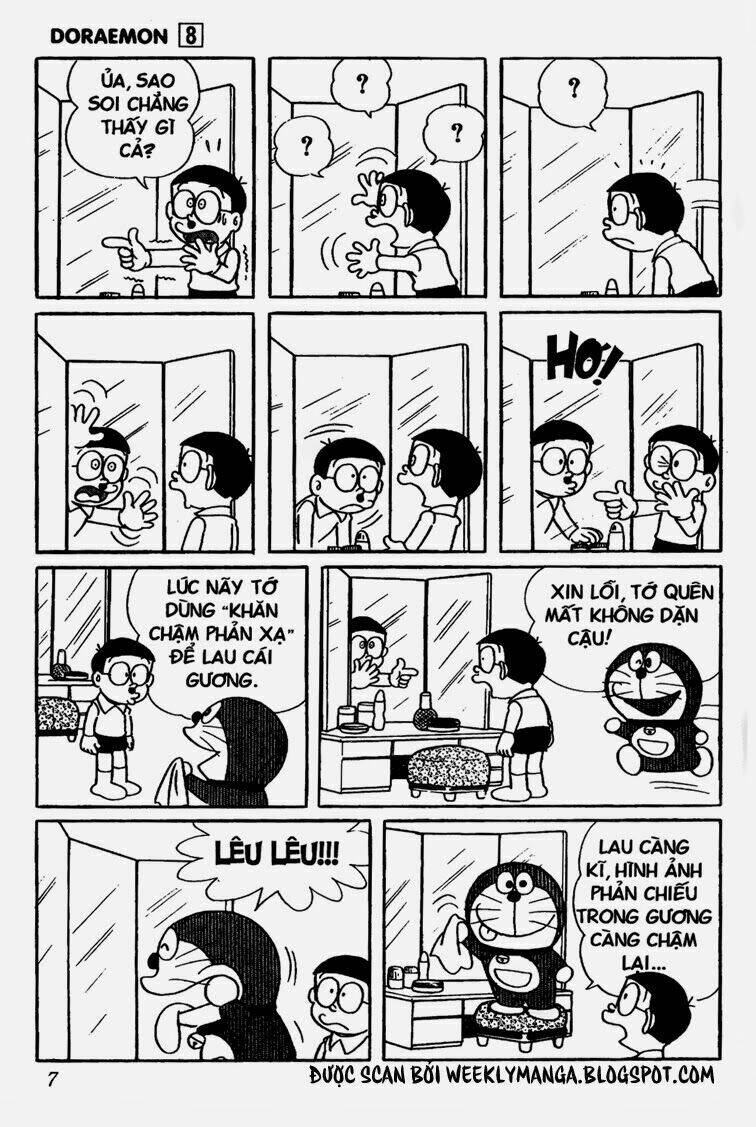 DORAEMON 8
ỦA, SAO
SOI CHẲNG
THẤY GÌ
CẢ?
?
?
?
?
HƠ!
LÚC NÃY TỚ
DÙNG "KHĂN
CHẬM PHẢN XẠ"
ĐỂ LAU CÁI
GƯƠNG.
XIN LỐI, TỚ QUÊN
MẤT KHÔNG DẶN
CẬU!
LÊU LÊU!!!
LAU CÀNG
KĨ, HÌNH ẢNH
PHẢN CHIẾU
TRONG GƯƠNG
CÀNG CHẬM
LẠI...
7
ĐƯỢC SCAN BỞI WEEKLYMANGA.BLOGSPOT.COM